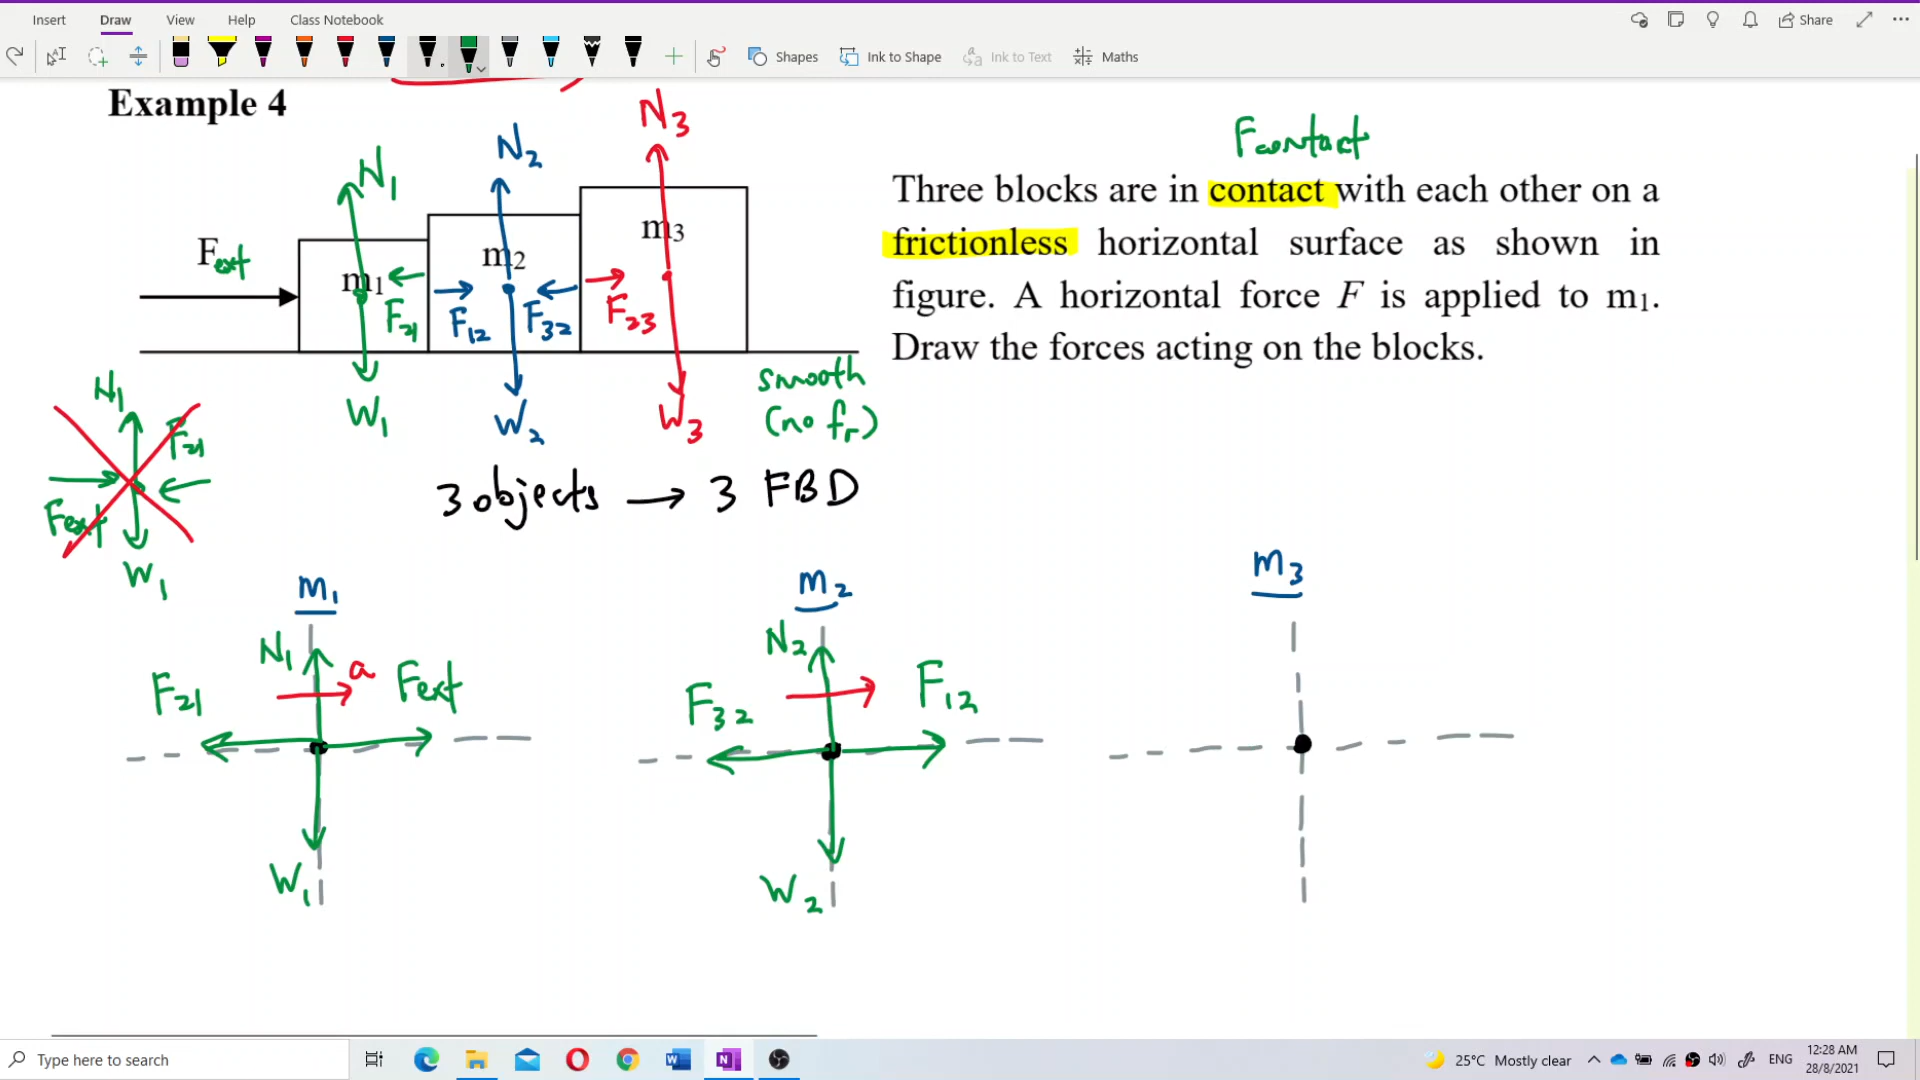 Insert Draw View Help Class Notebook Share
Shapes Ink to Shape Ink to Text Maths
Example 4
Fcontact
Three blocks are in contact with each other on a
frictionless horizontal surface as shown in
figure. A horizontal force F is applied to m1.
Draw the forces acting on the blocks.
N1 N2 N3
Fext m1 m2 m3
F21 F12 F32 F23
W1 W2 W3
smooth
(no fr)
N1
F21
Fext
W1
3 objects → 3 FBD
m1
N1 a
F21 Fext
W1
m2
N2
F32 F12
W2
m3
Type here to search
25°C Mostly clear ENG
12:28 AM
28/8/2021